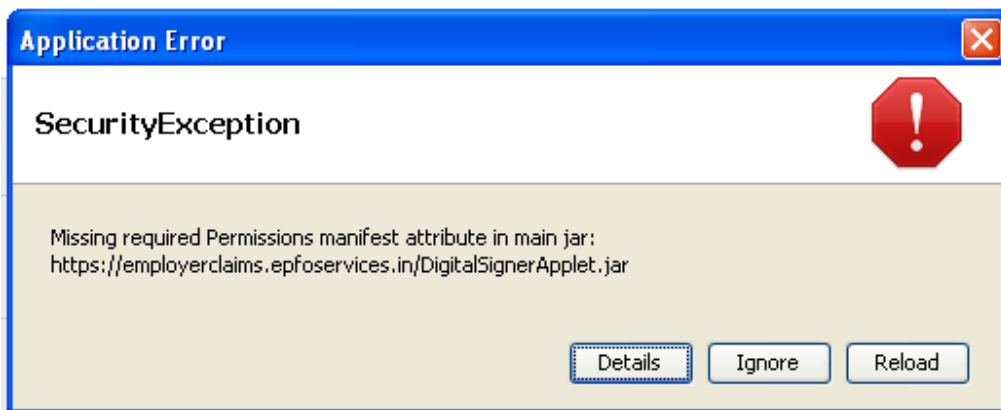 Application Error
SecurityException
Missing required Permissions manifest attribute in main jar:
https://employerclaims.epfoservices.in/DigitalSignerApplet.jar
Details Ignore Reload